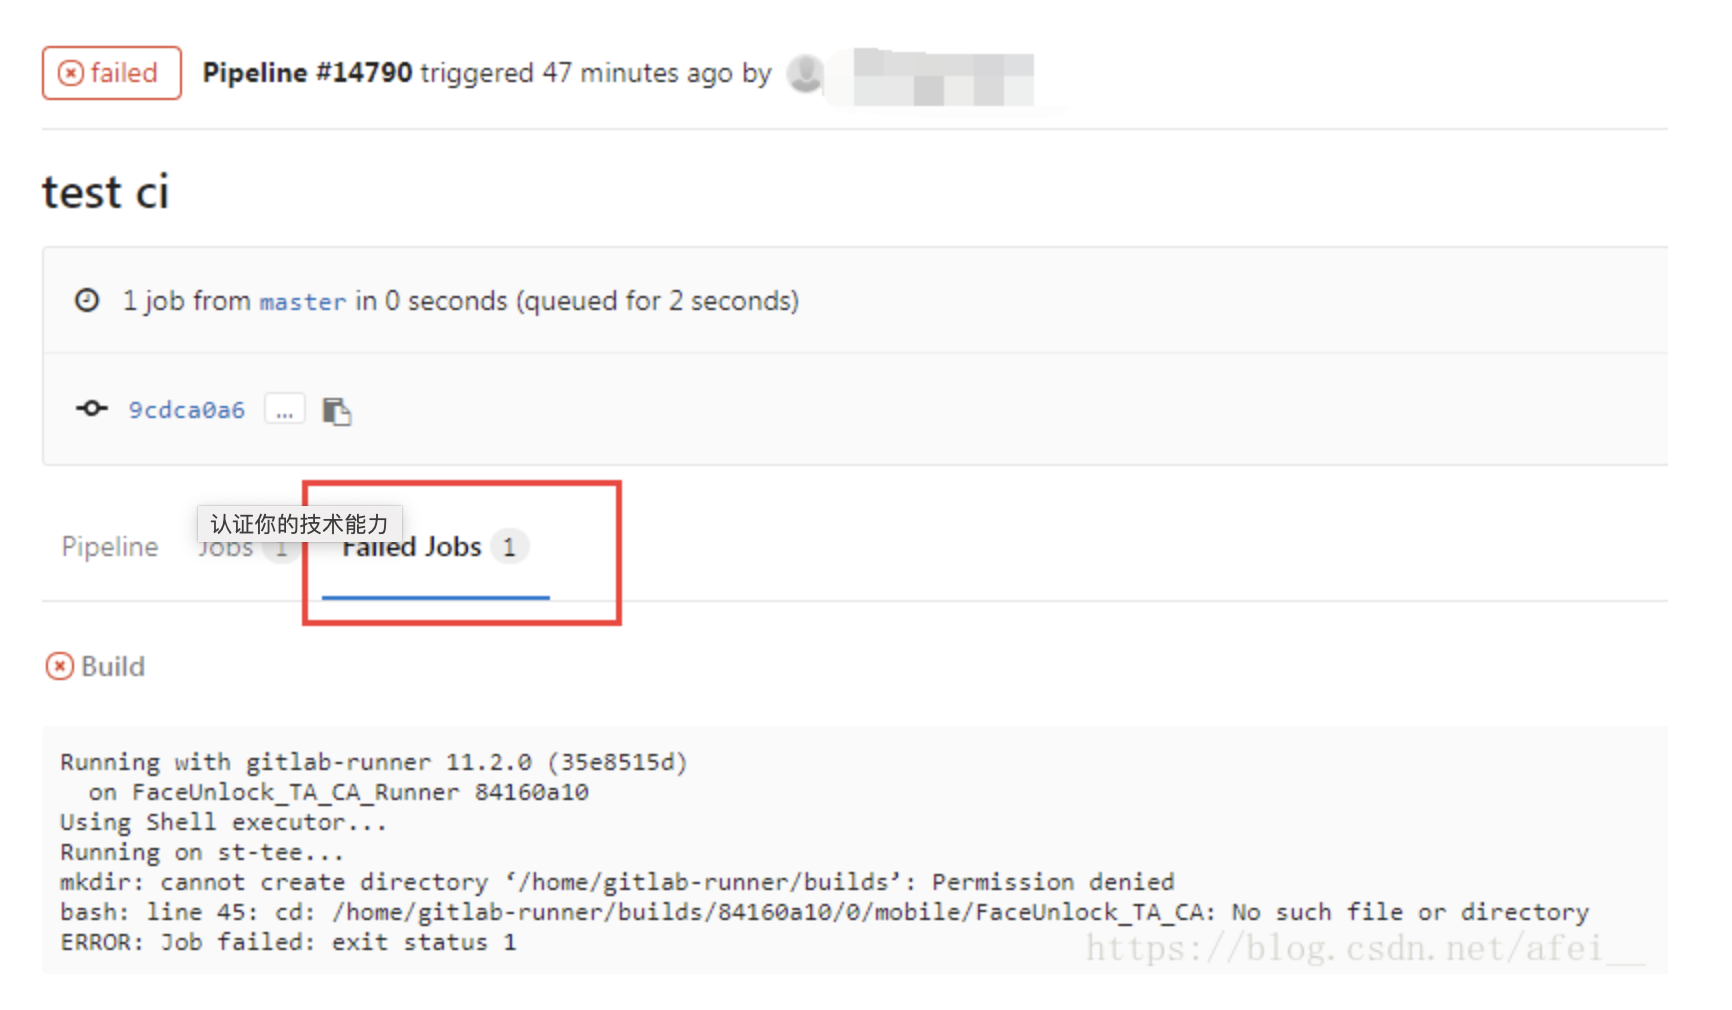 failed Pipeline #14790 triggered 47 minutes ago by
test ci
1 job from master in 0 seconds (queued for 2 seconds)
9cdca0a6 ...
认证你的技术能力
Pipeline Jobs 1 Failed Jobs 1
Build
Running with gitlab-runner 11.2.0 (35e8515d)
on FaceUnlock_TA_CA_Runner 84160a10
Using Shell executor...
Running on st-tee...
mkdir: cannot create directory ‘/home/gitlab-runner/builds’: Permission denied
bash: line 45: cd: /home/gitlab-runner/builds/84160a10/0/mobile/FaceUnlock_TA_CA: No such file or directory
ERROR: Job failed: exit status 1
https://blog.csdn.net/afei__